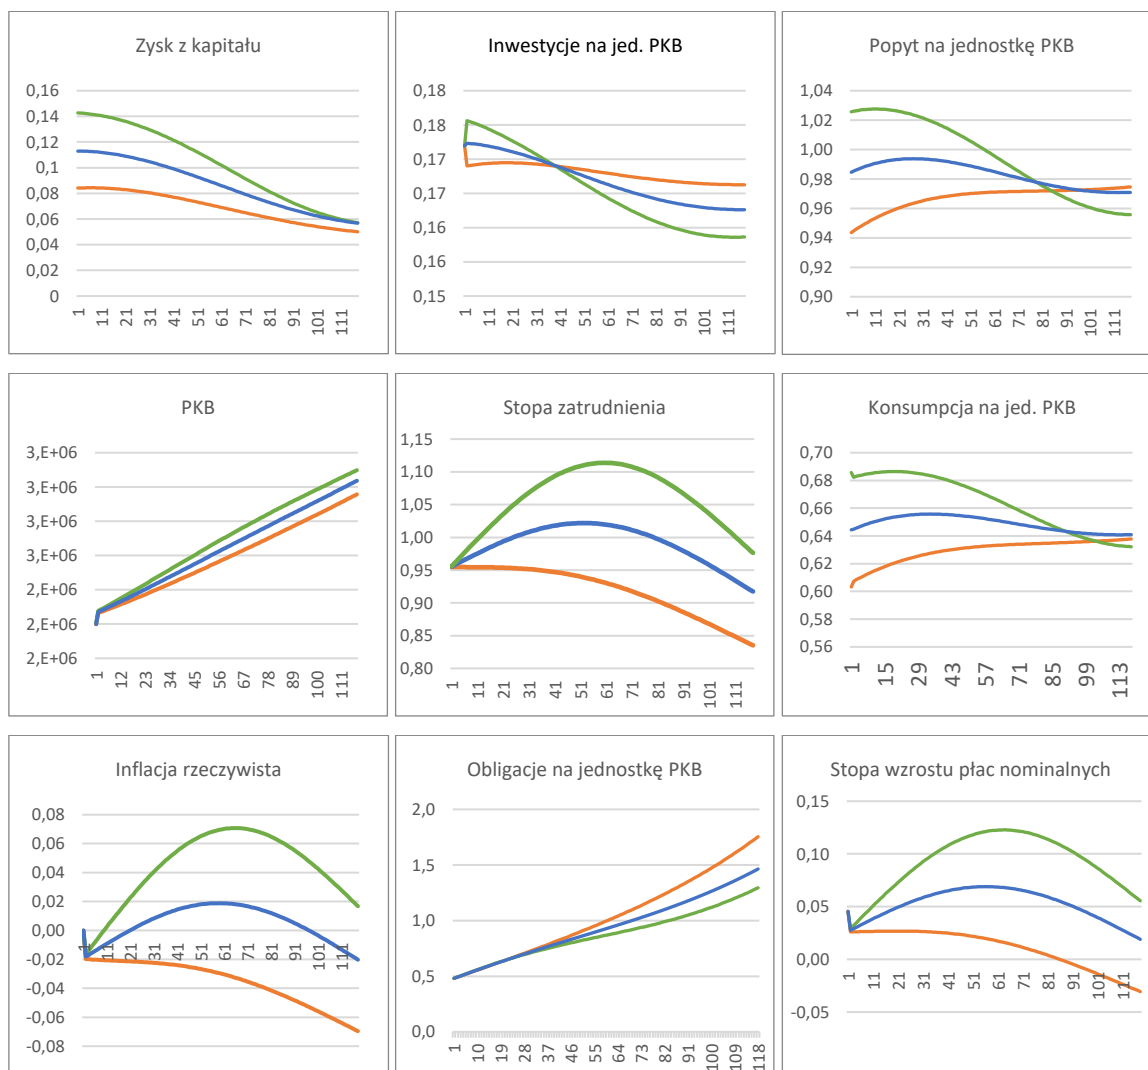 Zysk z kapitału
0,16
0,14
0,12
0,1
0,08
0,06
0,04
0,02
0
1 11 21 31 41 51 61 71 81 91 101 111
Inwestycje na jed. PKB
0,18
0,18
0,17
0,17
0,16
0,16
0,15
1 11 21 31 41 51 61 71 81 91 101 111
Popyt na jednostkę PKB
1,04
1,02
1,00
0,98
0,96
0,94
0,92
0,90
1 11 21 31 41 51 61 71 81 91 101 111
PKB
3,E+06
3,E+06
3,E+06
3,E+06
2,E+06
2,E+06
2,E+06
1 12 23 34 45 56 67 78 89 100 111
Stopa zatrudnienia
1,15
1,10
1,05
1,00
0,95
0,90
0,85
0,80
1 11 21 31 41 51 61 71 81 91 101 111
Konsumpcja na jed. PKB
0,70
0,68
0,66
0,64
0,62
0,60
0,58
0,56
1 15 29 43 57 71 85 99 113
Inflacja rzeczywista
0,08
0,06
0,04
0,02
0,00
-0,02
-0,04
-0,06
-0,08
1 11 21 31 41 51 61 71 81 91 101 111
Obligacje na jednostkę PKB
2,0
1,5
1,0
0,5
0,0
1 10 19 28 37 46 55 64 73 82 91 100 109 118
Stopa wzrostu płac nominalnych
0,15
0,10
0,05
0,00
-0,05
1 11 21 31 41 51 61 71 81 91 101 111